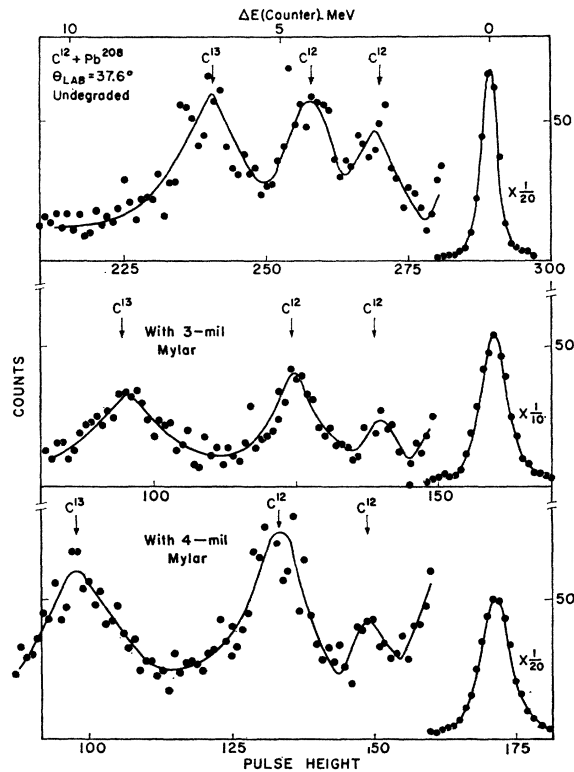 ΔE(Counter) MeV
10 5 0
C¹² + Pb²⁰⁸
θLAB = 37.6°
Undegraded
C¹³ C¹² C¹²
50
X 1/20
225 250 275 300
C¹³ C¹² C¹²
With 3-mil
Mylar
50
X 1/10
100 150
C¹³ C¹² C¹²
With 4-mil
Mylar
50
X 1/20
100 125 150 175
COUNTS
PULSE HEIGHT